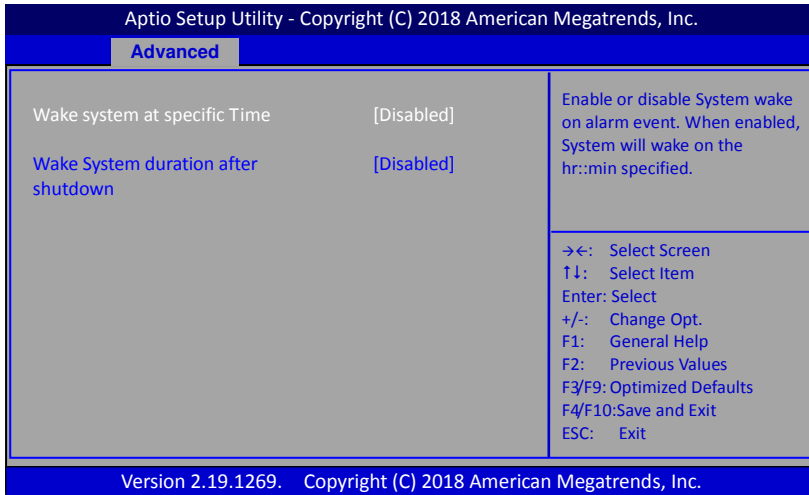 Aptio Setup Utility - Copyright (C) 2018 American Megatrends, Inc.
Advanced
Wake system at specific Time [Disabled]
Wake System duration after [Disabled]
shutdown
Enable or disable System wake
on alarm event. When enabled,
System will wake on the
hr::min specified.
→←: Select Screen
↑↓: Select Item
Enter: Select
+/-: Change Opt.
F1: General Help
F2: Previous Values
F3/F9: Optimized Defaults
F4/F10:Save and Exit
ESC: Exit
Version 2.19.1269. Copyright (C) 2018 American Megatrends, Inc.